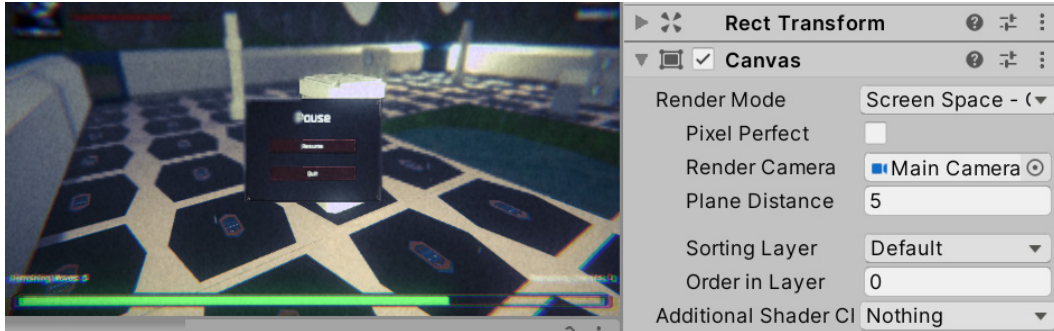 Pause
Resume
Quit
Rect Transform
Canvas
Render Mode
Screen Space - (
Pixel Perfect
Render Camera
Main Camera
Plane Distance
5
Sorting Layer
Default
Order in Layer
0
Additional Shader Cl
Nothing